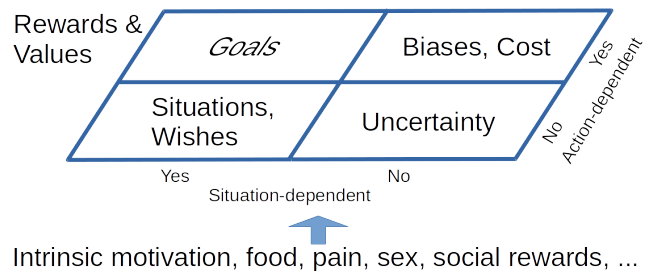 Rewards &
Values
Goals
Biases, Cost
Situations,
Wishes
Uncertainty
Yes
No
Action-dependent
Yes
No
Situation-dependent
Intrinsic motivation, food, pain, sex, social rewards, ...